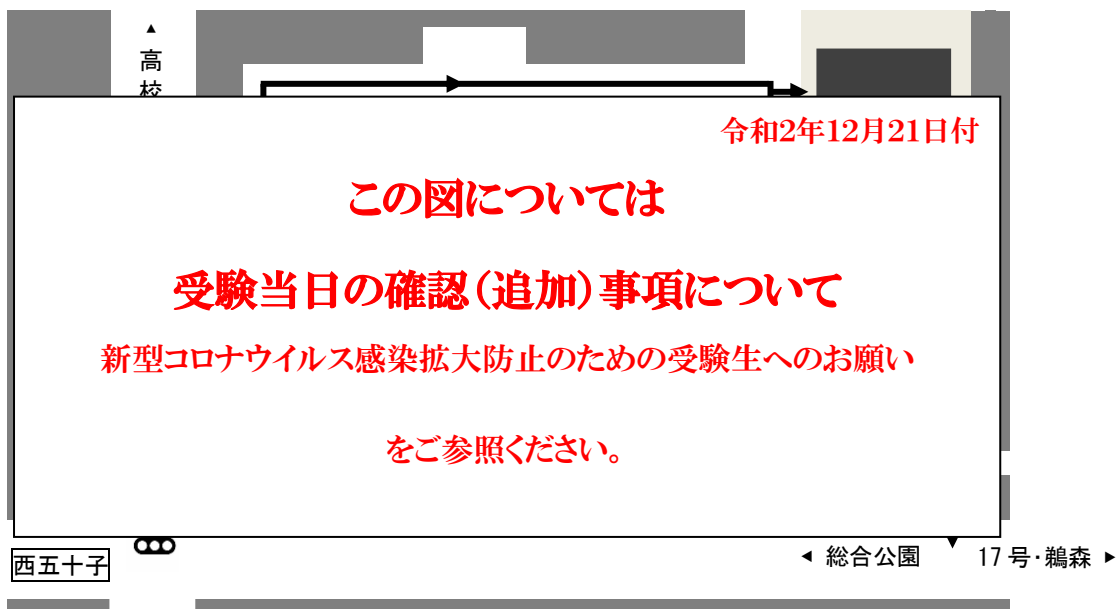 ▲
高
校
令和2年12月21日付
この図については
受験当日の確認(追加)事項について
新型コロナウイルス感染拡大防止のための受験生へのお願い
をご参照ください。
西五十子
◀ 総合公園
▼
17号・鵜森 ▶